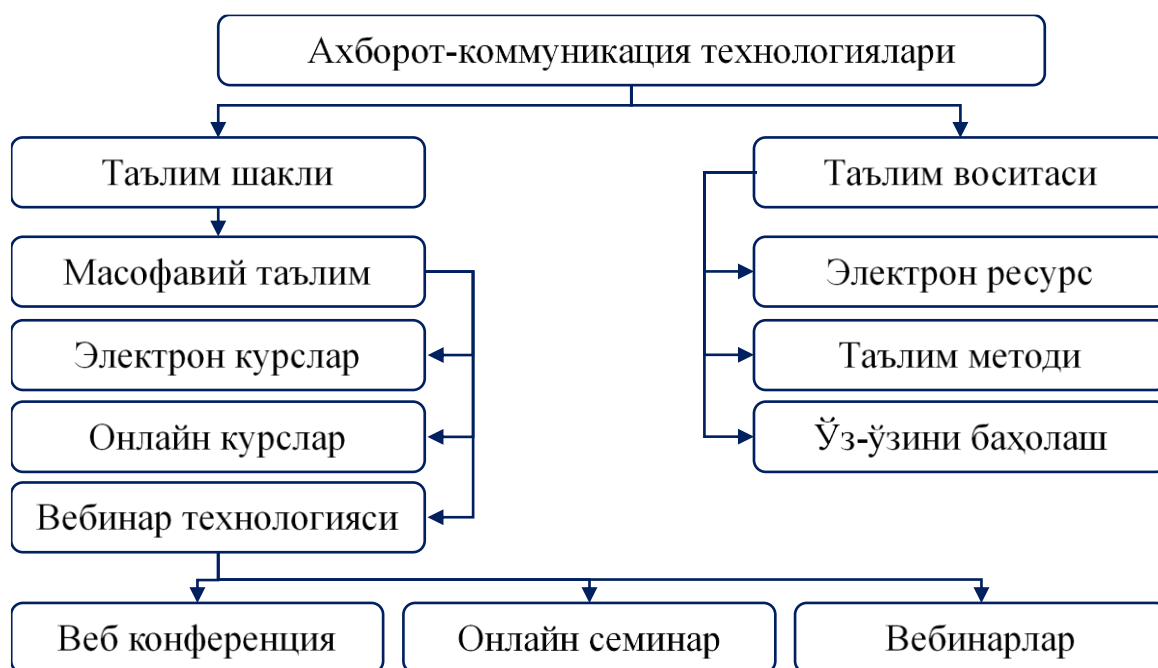 Ахборот-коммуникация технологиялари
Таълим шакли
Таълим воситаси
Масофавий таълим
Электрон ресурс
Электрон курслар
Таълим методи
Онлайн курслар
Ўз-ўзини баҳолаш
Вебинар технологияси
Веб конференция
Онлайн семинар
Вебинарлар